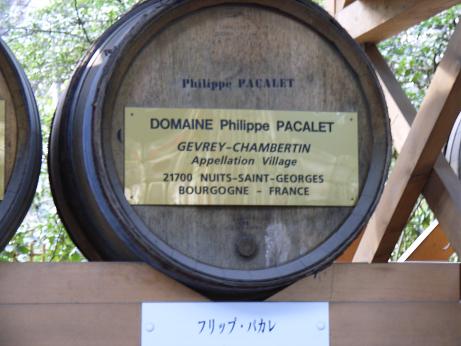 Philippe PACALET
DOMAINE Philippe PACALET
GEVREY-CHAMBERTIN
Appellation Village
21700 NUITS-SAINT-GEORGES
BOURGOGNE - FRANCE
フリップ・パカレ